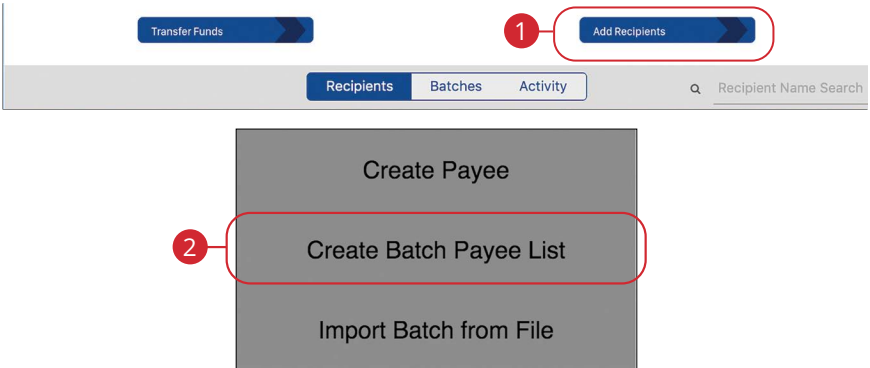 Transfer Funds
1
Add Recipients
Recipients
Batches
Activity
Recipient Name Search
Create Payee
2
Create Batch Payee List
Import Batch from File